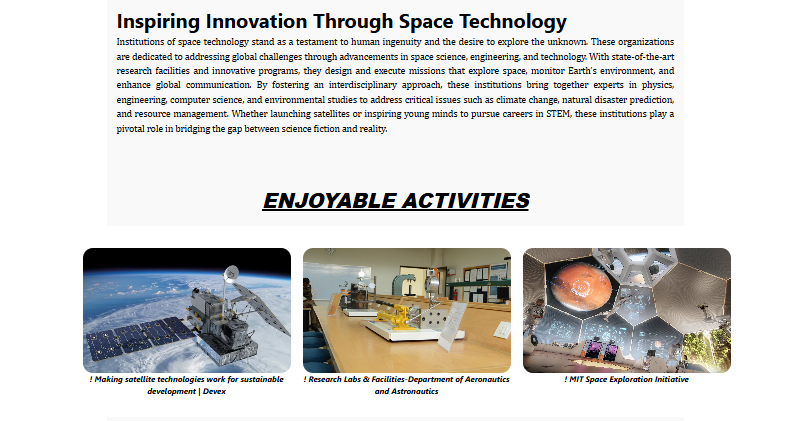 Inspiring Innovation Through Space Technology
Institutions of space technology stand as a testament to human ingenuity and the desire to explore the unknown. These organizations
are dedicated to addressing global challenges through advancements in space science, engineering, and technology. With state-of-the-art
research facilities and innovative programs, they design and execute missions that explore space, monitor Earth's environment, and
enhance global communication. By fostering an interdisciplinary approach, these institutions bring together experts in physics,
engineering, computer science, and environmental studies to address critical issues such as climate change, natural disaster prediction,
and resource management. Whether launching satellites or inspiring young minds to pursue careers in STEM, these institutions play a
pivotal role in bridging the gap between science fiction and reality.
ENJOYABLE ACTIVITIES
! Making satellite technologies work for sustainable
development | Devex
! Research Labs & Facilities-Department of Aeronautics
and Astronautics
! MIT Space Exploration Initiative